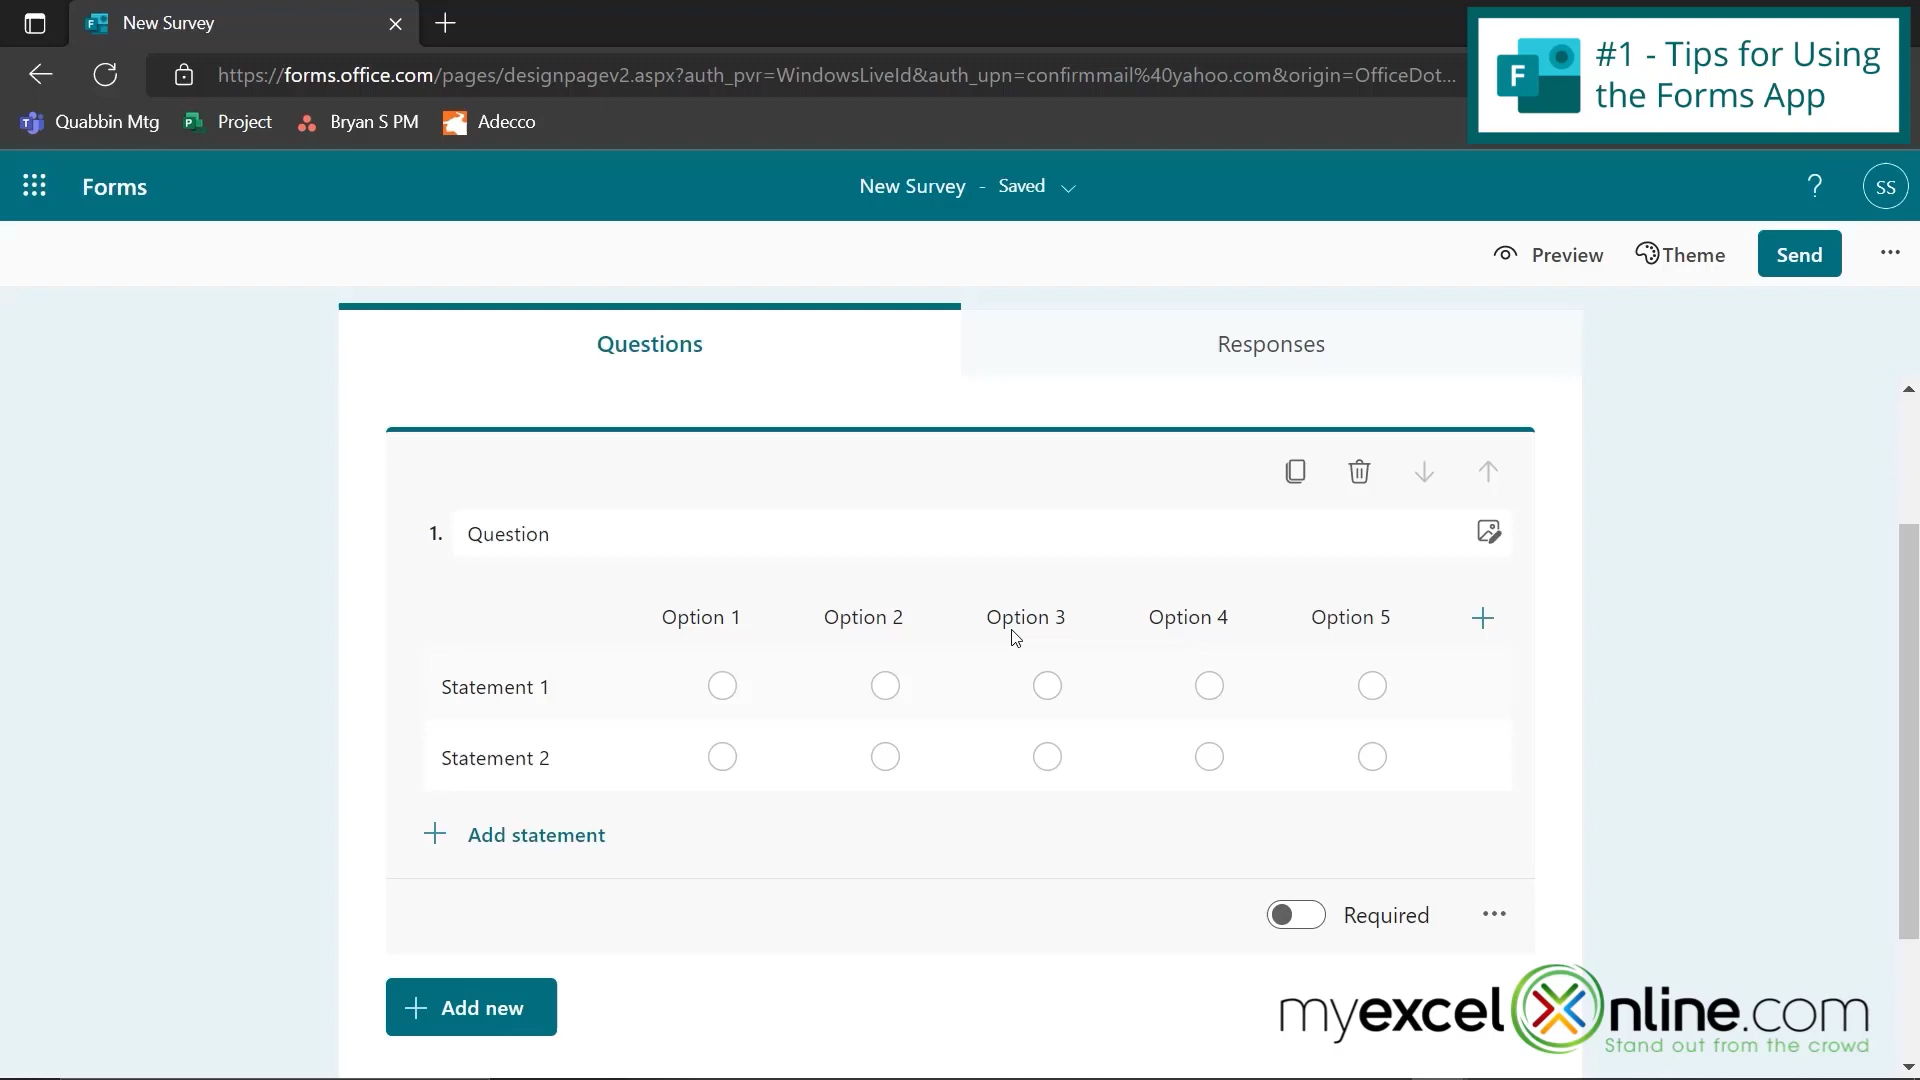 New Survey
#1 - Tips for Using
the Forms App
F
https://forms.office.com/pages/designpagev2.aspx?auth_pvr=WindowsLiveId&auth_upn=confirmmail%40yahoo.com&origin=OfficeDot...
Quabbin Mtg Project Bryan S PM Adecco
Forms New Survey - Saved ? SS
Preview Theme Send ...
Questions Responses
1. Question
Option 1 Option 2 Option 3 Option 4 Option 5 +
Statement 1
Statement 2
+ Add statement
Required ...
+ Add new
myexcelOnline.com
Stand out from the crowd